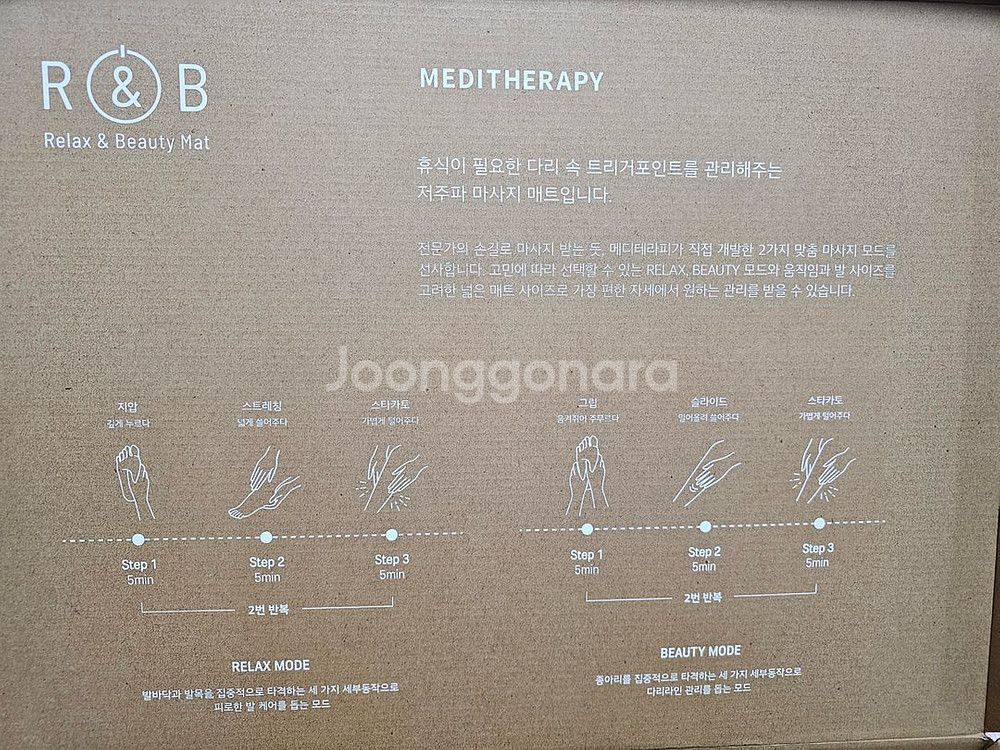 R & B
Relax & Beauty Mat
MEDITHERAPY
휴식이 필요한 다리 속 트리거포인트를 관리해주는
저주파 마사지 매트입니다.
전문가의 손길로 마사지 받는 듯, 메디테라피가 직접 개발한 2가지 맞춤 마사지 모드를
선사합니다. 고민에 따라 선택할 수 있는 RELAX, BEAUTY 모드와 움직임과 발 사이즈를
고려한 넓은 매트 사이즈로 가장 편한 자세에서 원하는 관리를 받을 수 있습니다.
Joonggonara
지압
깊게 누르다
스트레칭
넓게 쓸어주다
스타카토
가볍게 털어주다
Step 1
5min
Step 2
5min
Step 3
5min
2번 반복
RELAX MODE
발바닥과 발목을 집중적으로 타격하는 세 가지 세부동작으로
피로한 발 케어를 돕는 모드
그립
움켜쥐어 주무르다
슬라이드
밀어올려 쓸어주다
스타카토
가볍게 털어주다
Step 1
5min
Step 2
5min
Step 3
5min
2번 반복
BEAUTY MODE
종아리를 집중적으로 타격하는 세 가지 세부동작으로
다리라인 관리를 돕는 모드